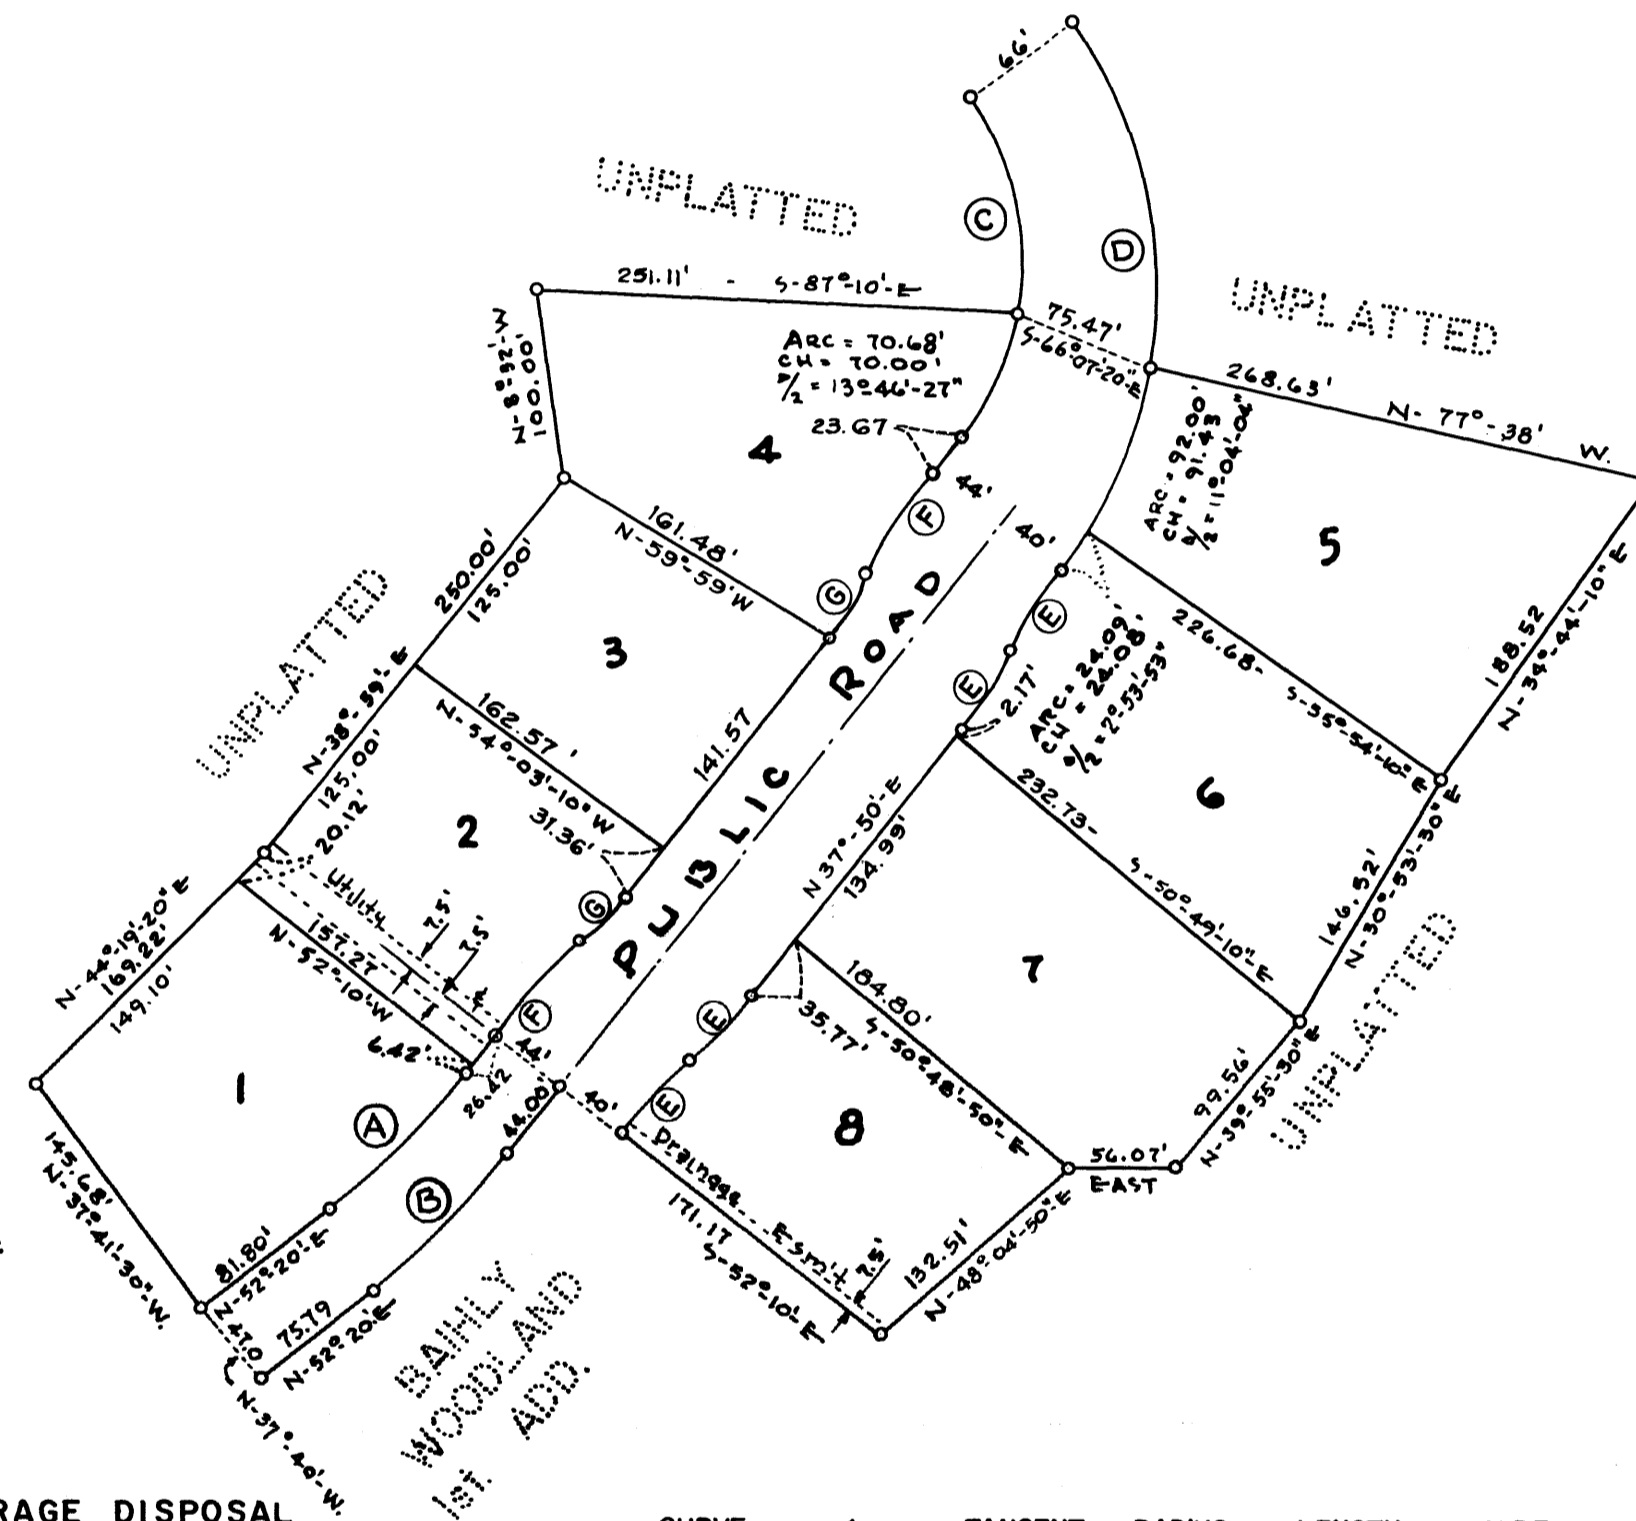 66'
UNPLATTED
C
D
251.11' - S-87°-10'-E
UNPLATTED
75.47'
S-66°-07'-20"-E
N-8°-32'-W
100.00'
ARC = 70.68'
CH = 70.00'
Δ/2 = 13°-46'-27"
23.67
268.63' N-77°-38' W.
4
ARC = 92.00'
CH = 91.43
Δ/2 = 11°-04'-04"
44'
F
40'
161.48'
N-59°-59'W
5
250.00'
125.00'
UNPLATTED
G
E
226.68- S-35°-54'-10"-E
188.52
N-34°-44'-10"E
3
PUBLIC ROAD
E
2.17'
ARC = 24.09'
CH = 24.08'
Δ/2 = 2°-53'-53"
N-38°-59'-E
162.57'
N-54°-03'-10"W
141.57
6
125.00'
20.12'
2
31.36'
232.73- S-50°-49'-10"-E
N37°-50'-E
134.99'
146.52'
N-30°-53'-30"E
Utility
7.5'
7.5'
G
N-44°-19'-20"E
169.22'
149.10'
157.27
N-52°-10'W
7
UNPLATTED
184.80'
S-50°-48'-50"-E
35.77'
E
F
44'
6.42'
26.42
1
44.00'
40'
E
8
99.56'
N-39°-55'-30"E
A
Drainage Esm't
7.5'
56.07'
EAST
145.68'
N-37°-41'-30"W.
B
171.17
S-52°-10'-E
132.51'
N-48°-04'-50"E
81.80'
N-52°20'-E
47.0
75.79
N-52°20'E
N-37°-40'-W.
BAIHLY
WOODLAND
1st. ADD.
RAGE DISPOSAL